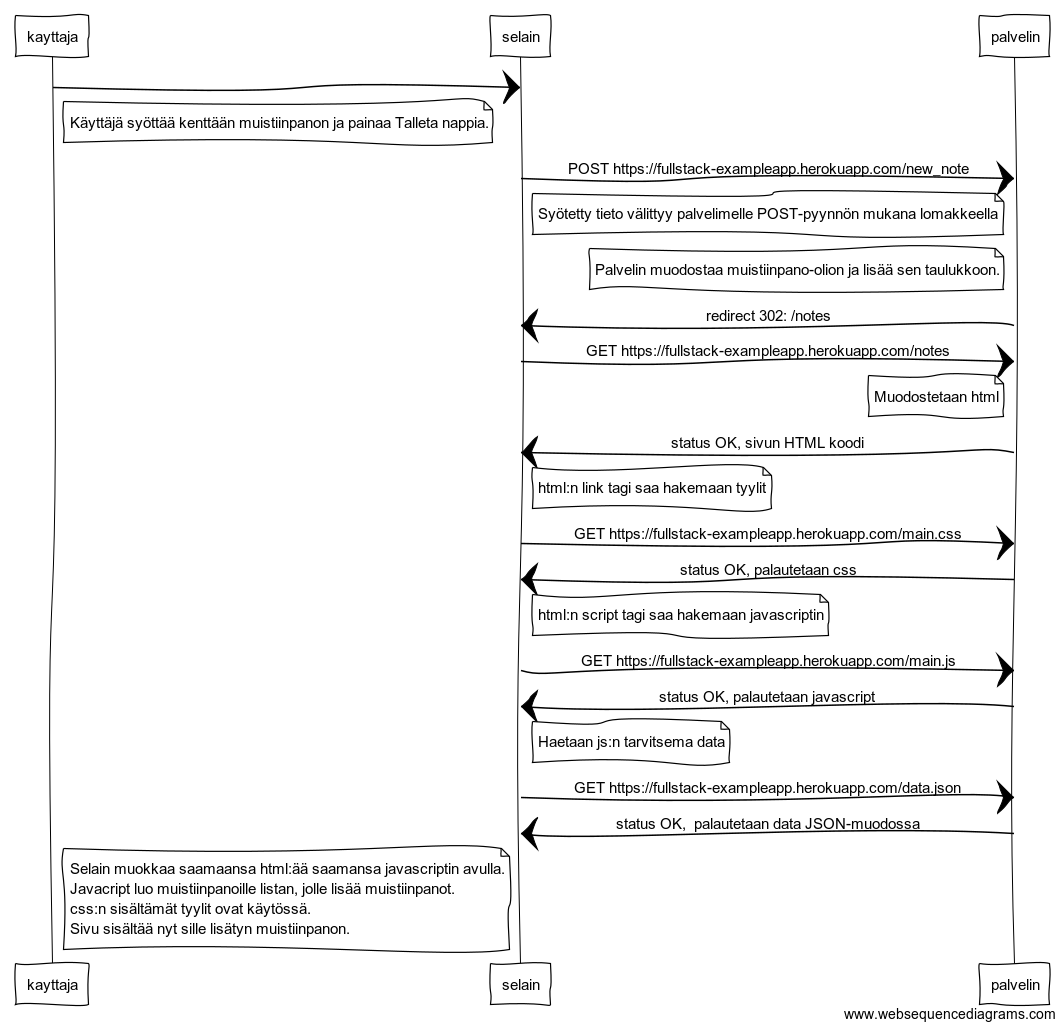 kayttaja
selain
palvelin
Käyttäjä syöttää kenttään muistiinpanon ja painaa Talleta nappia.
POST https://fullstack-exampleapp.herokuapp.com/new_note
Syötetty tieto välittyy palvelimelle POST-pyynnön mukana lomakkeella
Palvelin muodostaa muistiinpano-olion ja lisää sen taulukkoon.
redirect 302: /notes
GET https://fullstack-exampleapp.herokuapp.com/notes
Muodostetaan html
status OK, sivun HTML koodi
html:n link tagi saa hakemaan tyylit
GET https://fullstack-exampleapp.herokuapp.com/main.css
status OK, palautetaan css
html:n script tagi saa hakemaan javascriptin
GET https://fullstack-exampleapp.herokuapp.com/main.js
status OK, palautetaan javascript
Haetaan js:n tarvitsema data
GET https://fullstack-exampleapp.herokuapp.com/data.json
status OK,  palautetaan data JSON-muodossa
Selain muokkaa saamaansa html:ää saamansa javascriptin avulla.
Javacript luo muistiinpanoille listan, jolle lisää muistiinpanot.
css:n sisältämät tyylit ovat käytössä.
Sivu sisältää nyt sille lisätyn muistiinpanon.
kayttaja
selain
palvelin
www.websequencediagrams.com